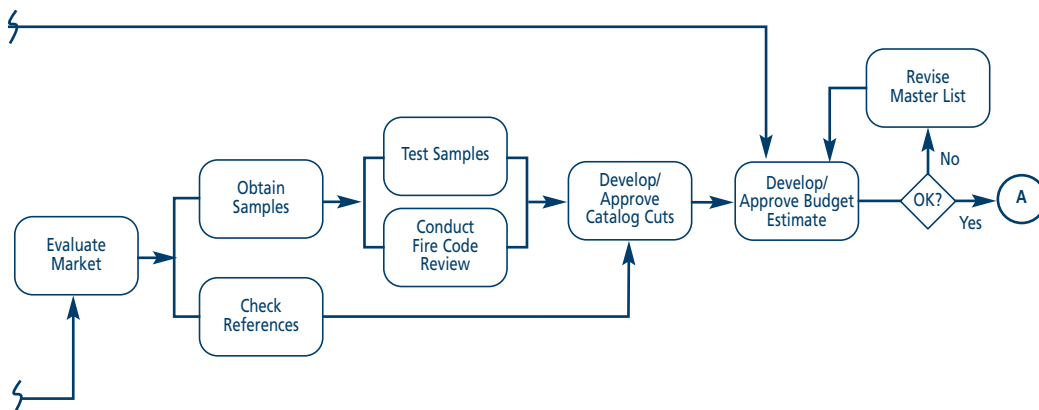 Revise
Master List
Test Samples
No
Obtain
Samples
Develop/
Approve
Catalog Cuts
Develop/
Approve Budget
Estimate
OK?
A
Yes
Conduct
Fire Code
Review
Evaluate
Market
Check
References